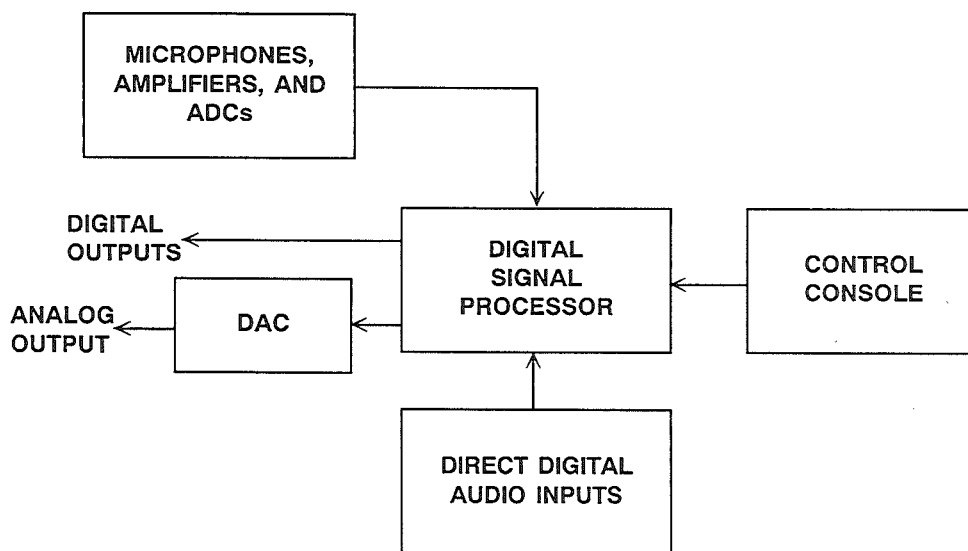 MICROPHONES,
AMPLIFIERS, AND
ADCs
DIGITAL
OUTPUTS
DIGITAL
SIGNAL
PROCESSOR
CONTROL
CONSOLE
ANALOG
OUTPUT
DAC
DIRECT DIGITAL
AUDIO INPUTS